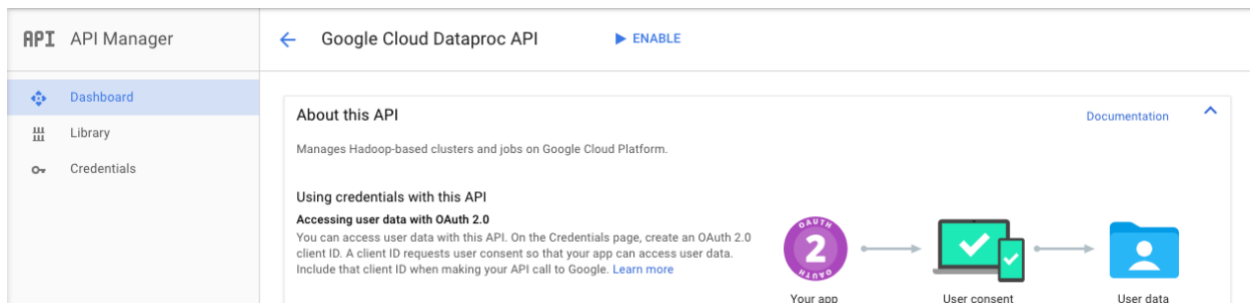 API API Manager
Google Cloud Dataproc API
ENABLE
Dashboard
Library
Credentials
About this API
Documentation
Manages Hadoop-based clusters and jobs on Google Cloud Platform.
Using credentials with this API
Accessing user data with OAuth 2.0
You can access user data with this API. On the Credentials page, create an OAuth 2.0
client ID. A client ID requests user consent so that your app can access user data.
Include that client ID when making your API call to Google. Learn more
OAUTH
2
OAUTH
Your app
User consent
User data